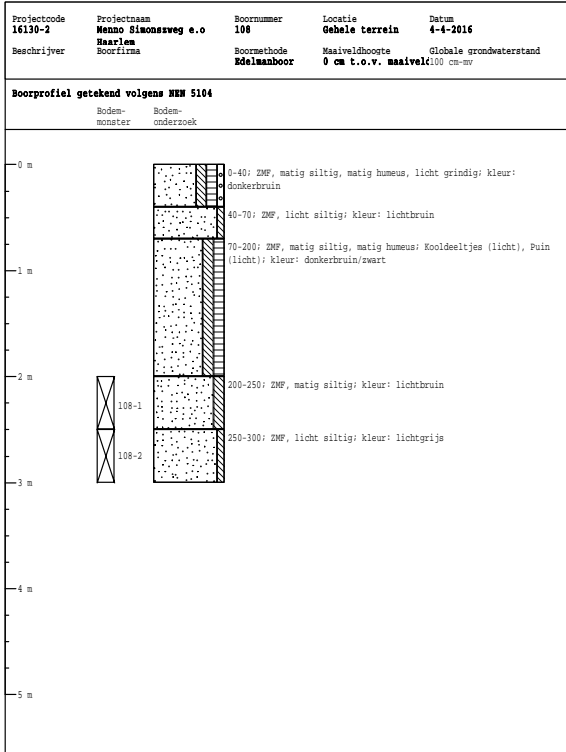 Projectcode Projectnaam Boornummer Locatie Datum
16130-2 Menno Simonszweg e.o 108 Gehele terrein 4-4-2016
Haarlem
Beschrijver Boorfirma Boormethode Maaiveldhoogte Globale grondwaterstand
Edelmanboor 0 cm t.o.v. maaiveld 100 cm-mv
Boorprofiel getekend volgens NEN 5104
Bodem- Bodem-
monster onderzoek
0 m
0-40; ZMF, matig siltig, matig humeus, licht grindig; kleur:
donkerbruin
40-70; ZMF, licht siltig; kleur: lichtbruin
70-200; ZMF, matig siltig, matig humeus; Kooldeeltjes (licht), Puin
(licht); kleur: donkerbruin/zwart
1 m
2 m
200-250; ZMF, matig siltig; kleur: lichtbruin
108-1
250-300; ZMF, licht siltig; kleur: lichtgrijs
108-2
3 m
4 m
5 m